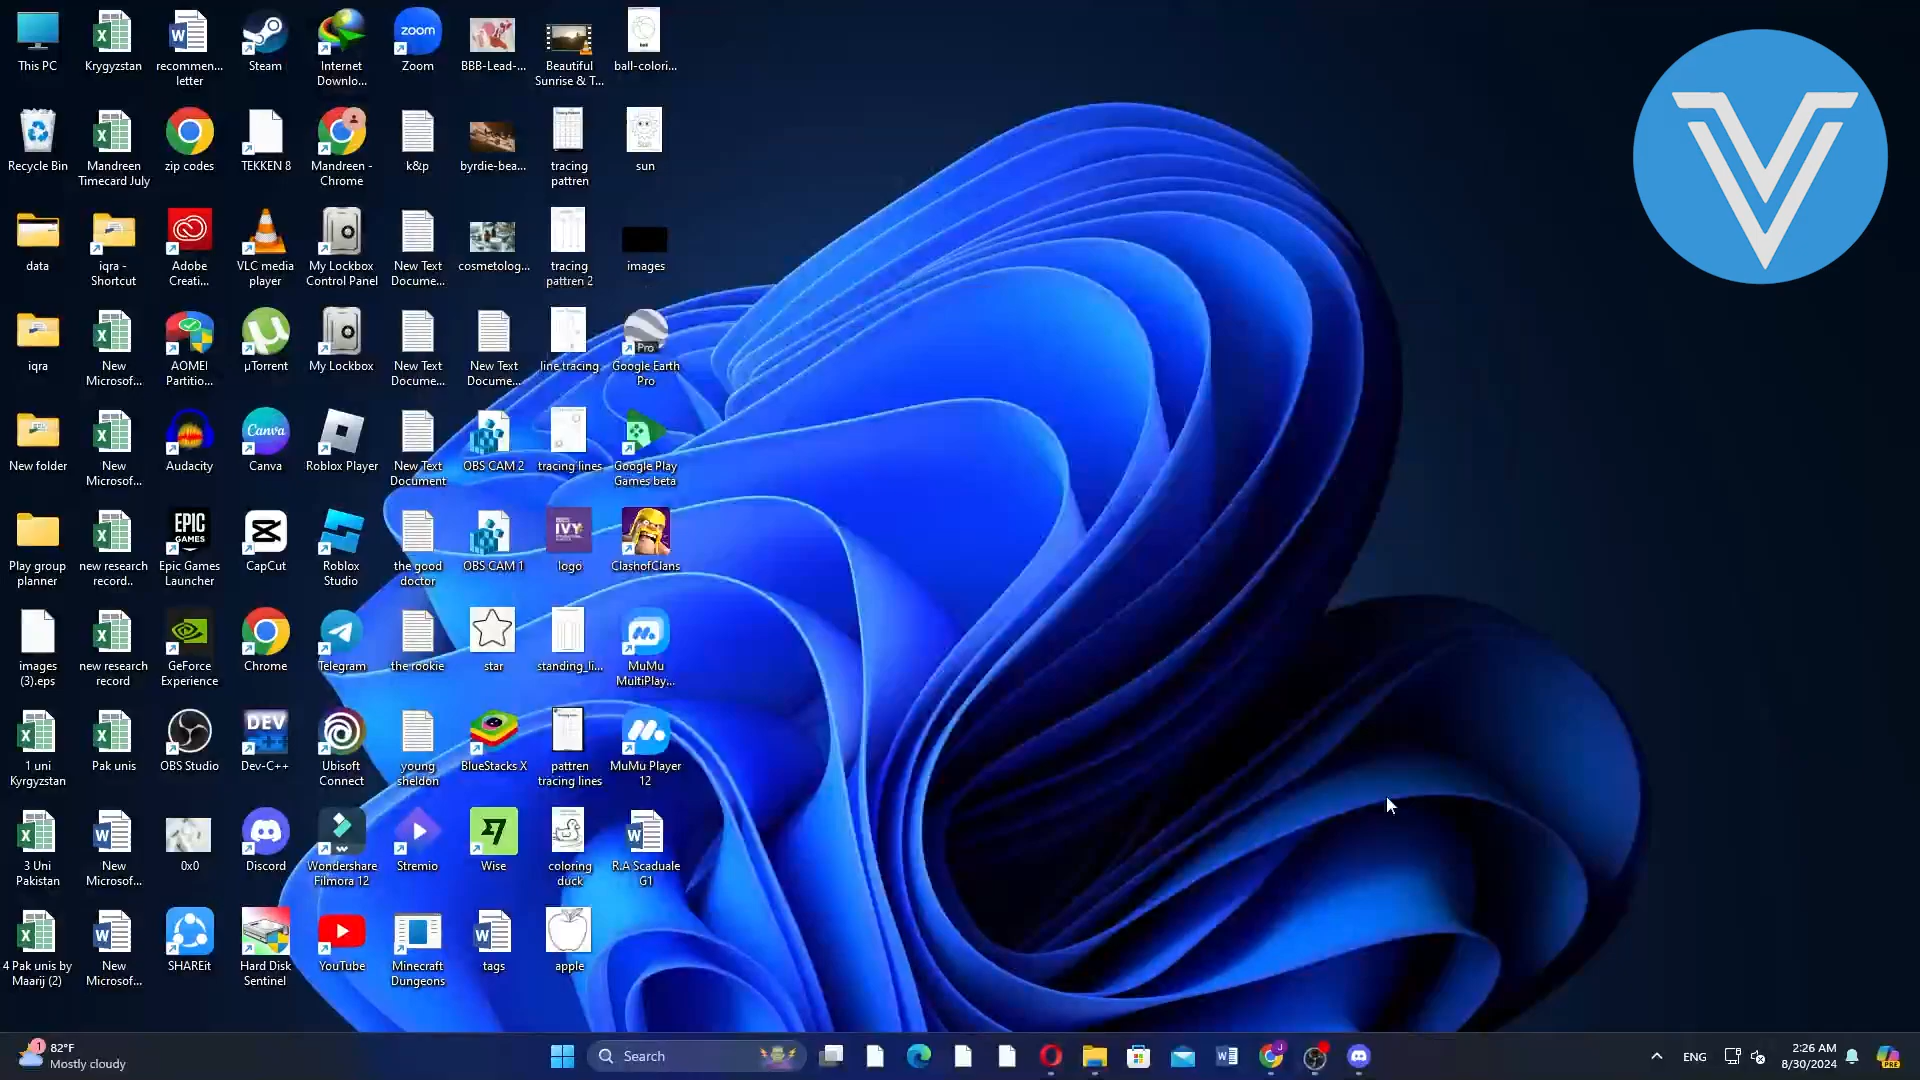 This PC
Krygyzstan
recommen...
letter
Steam
Internet
Downlo...
zoom
Zoom
BBB-Lead-...
Beautiful
Sunrise & T...
ball-colori...
Recycle Bin
Mandreen
Timecard July
zip codes
TEKKEN 8
Mandreen -
Chrome
k&p
byrdie-bea...
tracing
pattren
sun
data
iqra -
Shortcut
Adobe
Creati...
VLC media
player
My Lockbox
Control Panel
New Text
Docume...
cosmetolog...
tracing
pattren 2
images
iqra
New
Microsof...
AOMEI
Partitio...
µTorrent
My Lockbox
New Text
Docume...
New Text
Docume...
line tracing
Pro
Google Earth
Pro
New folder
New
Microsof...
Audacity
Canva
Canva
Roblox Player
New Text
Document
OBS CAM 2
tracing lines
Google Play
Games beta
Play group
planner
new research
record..
EPIC
GAMES
Epic Games
Launcher
CapCut
Roblox
Studio
the good
doctor
OBS CAM 1
IVY
logo
ClashofClans
images
(3).eps
new research
record
GeForce
Experience
Chrome
Telegram
the rookie
star
standing_li...
MuMu
MultiPlay...
1 uni
Kyrgyzstan
Pak unis
OBS Studio
DEV
Dev-C++
Ubisoft
Connect
young
sheldon
BlueStacks X
pattren
tracing lines
MuMu Player
12
3 Uni
Pakistan
New
Microsof...
0x0
Discord
Wondershare
Filmora 12
Stremio
Wise
coloring
duck
R.A Scaduale
G1
4 Pak unis by
Maarij (2)
New
Microsof...
SHAREit
Hard Disk
Sentinel
YouTube
Minecraft
Dungeons
tags
apple
1
82°F
Mostly cloudy
Search
J
ENG
2:26 AM
8/30/2024
PRE